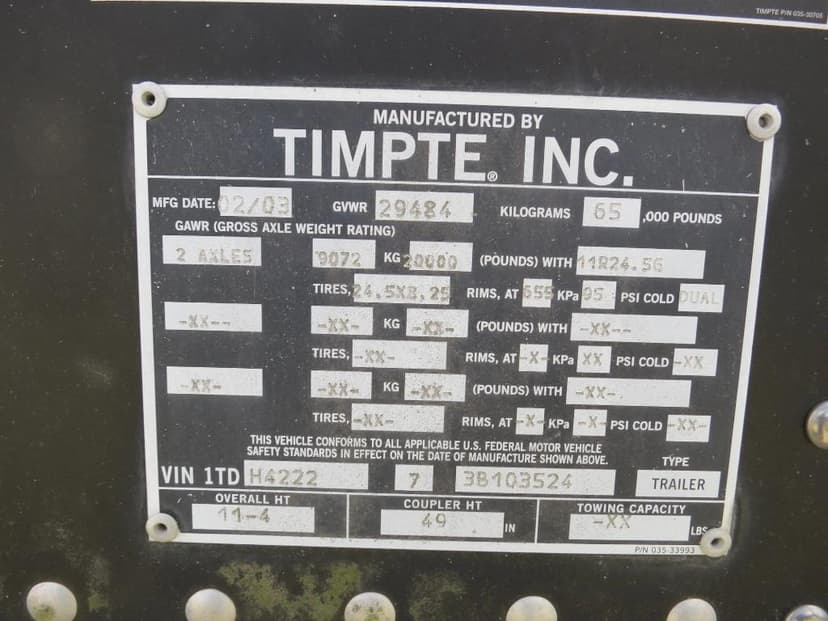 TIMPTE P/N 035-30705
MANUFACTURED BY
TIMPTE® INC.
MFG DATE: 02/03 GVWR 29484 KILOGRAMS 65 ,000 POUNDS
GAWR (GROSS AXLE WEIGHT RATING)
2 AXLES 9072 KG 20000 (POUNDS) WITH 11R24.5G
TIRES, 24.5X8.25 RIMS, AT 655 KPa 95 PSI COLD DUAL
-XX-- -XX- KG -XX- (POUNDS) WITH -XX--
TIRES, -XX- RIMS, AT -X- KPa XX PSI COLD -XX
-XX- -XX- KG -XX- (POUNDS) WITH -XX-
TIRES, -XX- RIMS, AT -X- KPa -X- PSI COLD -XX-
THIS VEHICLE CONFORMS TO ALL APPLICABLE U.S. FEDERAL MOTOR VEHICLE
SAFETY STANDARDS IN EFFECT ON THE DATE OF MANUFACTURE SHOWN ABOVE.
TYPE
VIN 1TD H4222 7 3B103524 TRAILER
OVERALL HT COUPLER HT TOWING CAPACITY
11-4 49 IN -XX LBS
P/N 035-33993